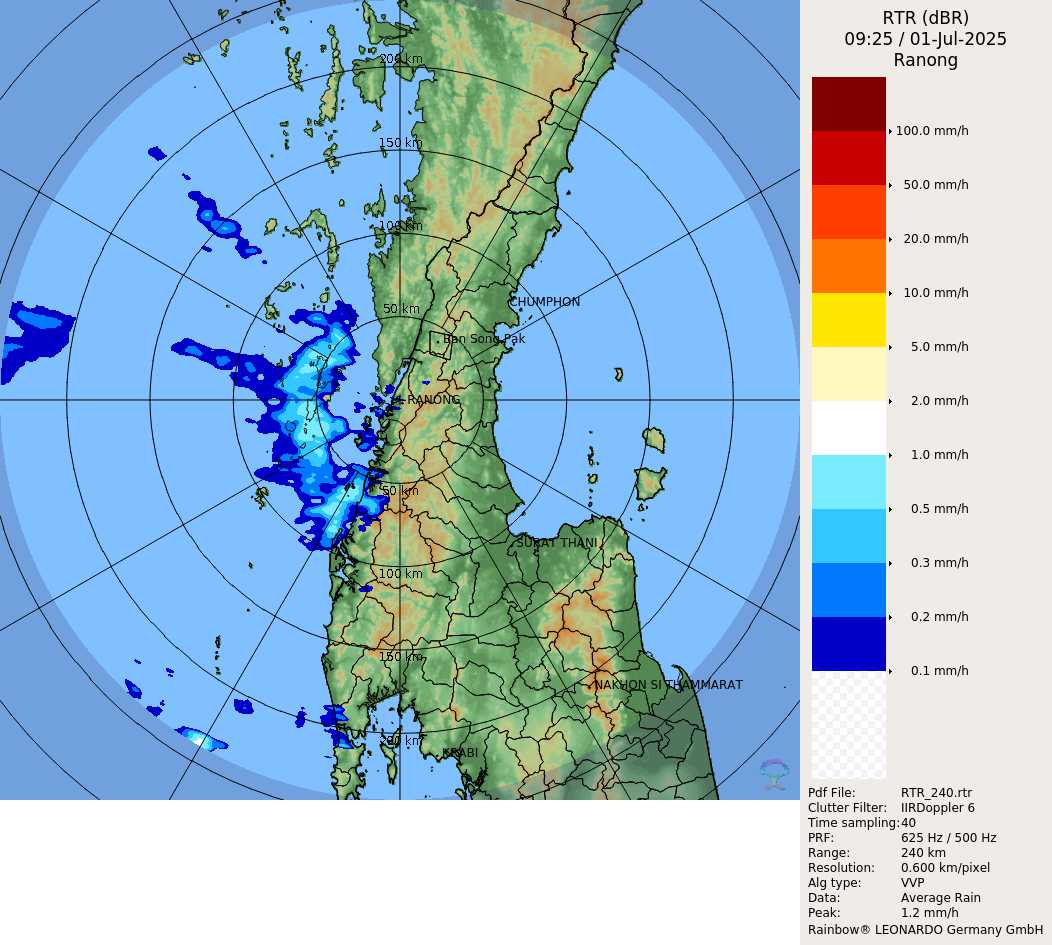 RTR (dBR)
09:25 / 01-Jul-2025
Ranong
200 km
150 km
100 km
50 km
CHUMPHON
Ban Song Pak
RANONG
50 km
SURAT THANI
100 km
150 km
NAKHON SI THAMMARAT
200 km
KRABI
100.0 mm/h
50.0 mm/h
20.0 mm/h
10.0 mm/h
5.0 mm/h
2.0 mm/h
1.0 mm/h
0.5 mm/h
0.3 mm/h
0.2 mm/h
0.1 mm/h
Pdf File: RTR_240.rtr
Clutter Filter: IIRDoppler 6
Time sampling:40
PRF: 625 Hz / 500 Hz
Range: 240 km
Resolution: 0.600 km/pixel
Alg type: VVP
Data: Average Rain
Peak: 1.2 mm/h
Rainbow® LEONARDO Germany GmbH